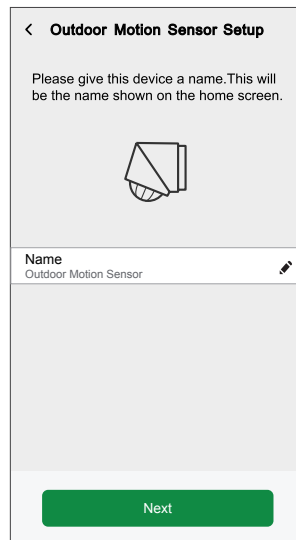 Outdoor Motion Sensor Setup
Please give this device a name.This will
be the name shown on the home screen.
Name
Outdoor Motion Sensor
Next